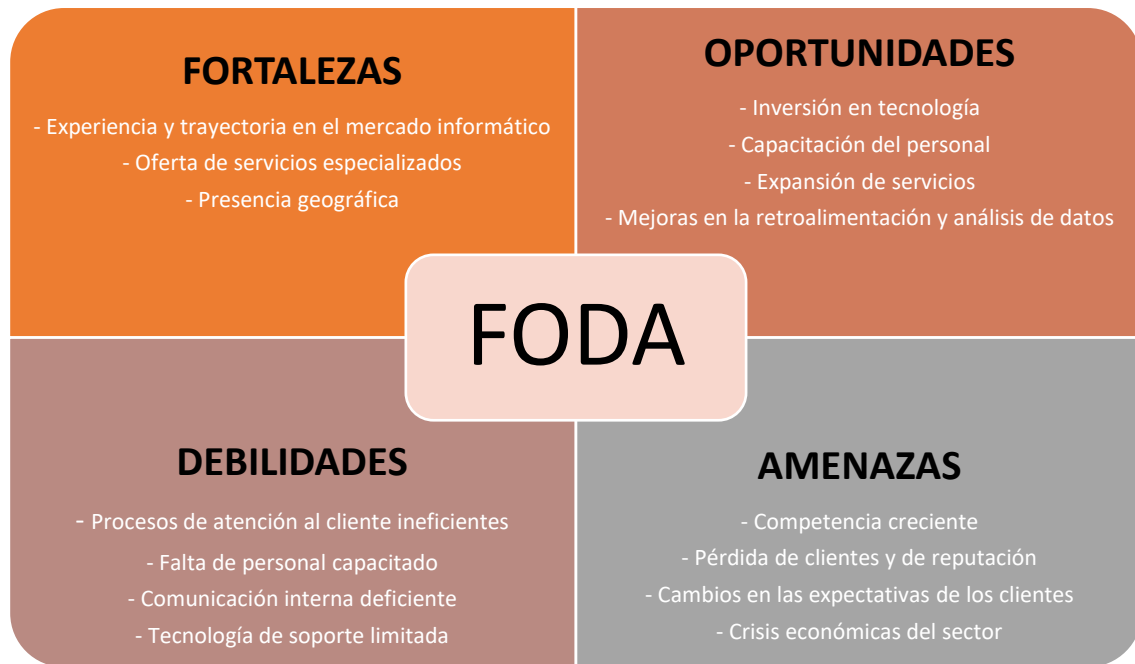 FORTALEZAS
- Experiencia y trayectoria en el mercado informático
- Oferta de servicios especializados
- Presencia geográfica
OPORTUNIDADES
- Inversión en tecnología
- Capacitación del personal
- Expansión de servicios
- Mejoras en la retroalimentación y análisis de datos
FODA
DEBILIDADES
- Procesos de atención al cliente ineficientes
- Falta de personal capacitado
- Comunicación interna deficiente
- Tecnología de soporte limitada
AMENAZAS
- Competencia creciente
- Pérdida de clientes y de reputación
- Cambios en las expectativas de los clientes
- Crisis económicas del sector